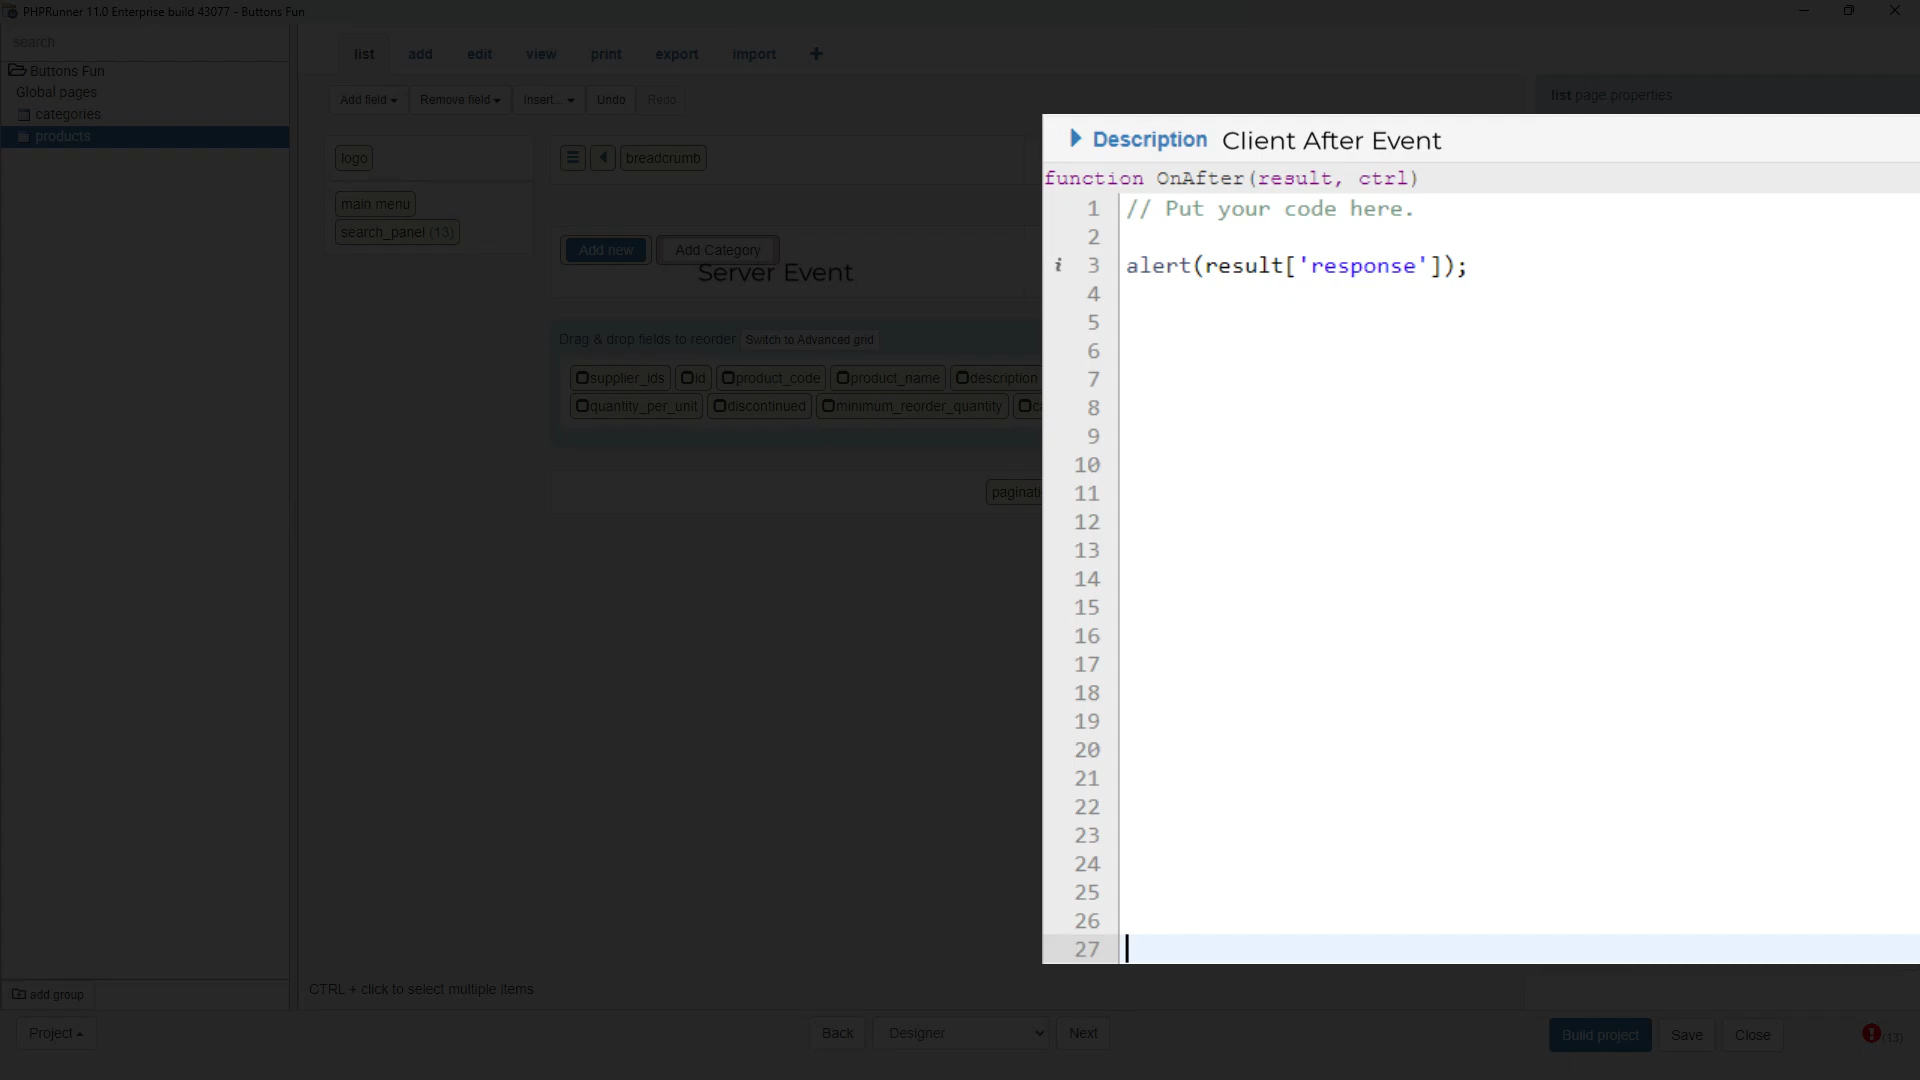 PHPRunner 11.0 Enterprise build 43077 - Buttons Fun
search
Buttons Fun
Global pages
categories
products
add group
list add edit view print export import
Add field Remove field Insert... Undo Redo
logo
main menu
search_panel (13)
breadcrumb
Add new Add Category
Server Event
Drag & drop fields to reorder Switch to Advanced grid
supplier_ids id product_code product_name description
quantity_per_unit discontinued minimum_reorder_quantity
list page properties
Description Client After Event
function OnAfter(result, ctrl)
1 // Put your code here.
2
i 3 alert(result['response']);
4
5
6
7
8
9
10
11
12
13
14
15
16
17
18
19
20
21
22
23
24
25
26
27
CTRL + click to select multiple items
Project Back Designer Next Build project Save Close (13)